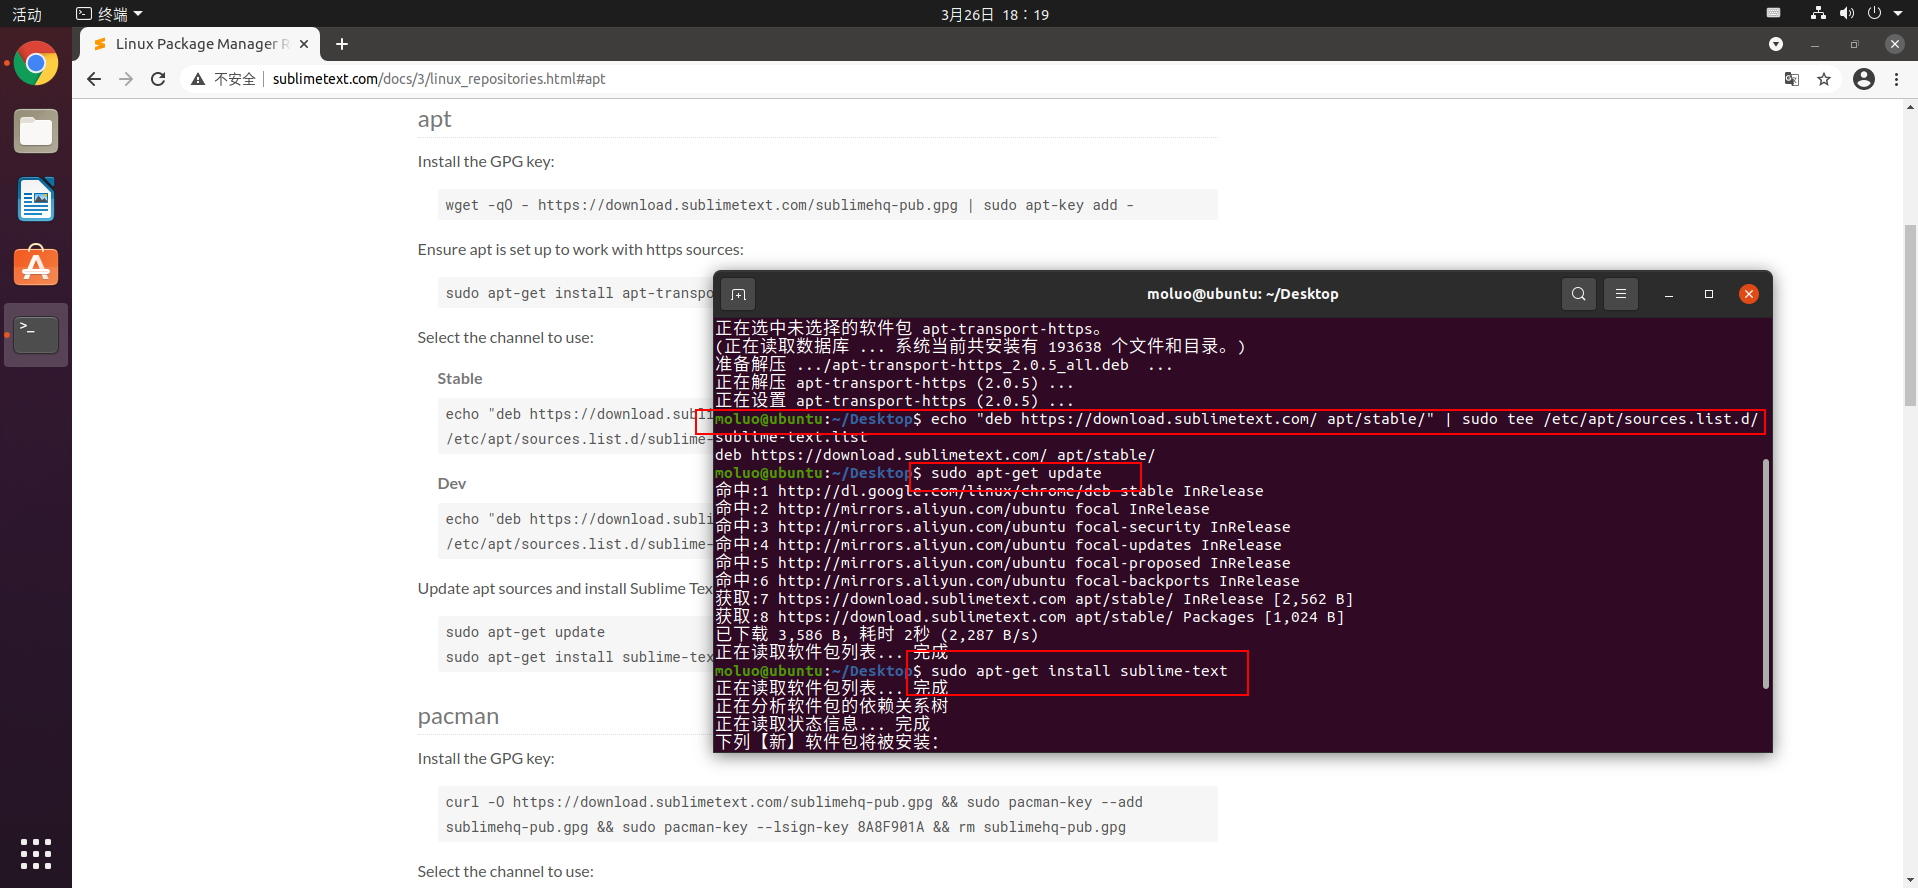 活动
终端
3月26日 18：19
Linux Package Manager R
不安全
sublimetext.com/docs/3/linux_repositories.html#apt
apt
Install the GPG key:
wget -qO - https://download.sublimetext.com/sublimehq-pub.gpg | sudo apt-key add -
Ensure apt is set up to work with https sources:
sudo apt-get install apt-transpo
Select the channel to use:
Stable
echo "deb https://download.subli
/etc/apt/sources.list.d/sublime-
Dev
echo "deb https://download.subli
/etc/apt/sources.list.d/sublime-
Update apt sources and install Sublime Tex
sudo apt-get update
sudo apt-get install sublime-tex
pacman
Install the GPG key:
curl -O https://download.sublimetext.com/sublimehq-pub.gpg && sudo pacman-key --add
sublimehq-pub.gpg && sudo pacman-key --lsign-key 8A8F901A && rm sublimehq-pub.gpg
Select the channel to use:
moluo@ubuntu: ~/Desktop
正在选中未选择的软件包 apt-transport-https。
(正在读取数据库 ... 系统当前共安装有 193638 个文件和目录。)
准备解压 .../apt-transport-https_2.0.5_all.deb  ...
正在解压 apt-transport-https (2.0.5) ...
正在设置 apt-transport-https (2.0.5) ...
moluo@ubuntu:~/Desktop$ echo "deb https://download.sublimetext.com/ apt/stable/" | sudo tee /etc/apt/sources.list.d/
sublime-text.list
deb https://download.sublimetext.com/ apt/stable/
moluo@ubuntu:~/Desktop$ sudo apt-get update
命中:1 http://dl.google.com/linux/chrome/deb stable InRelease
命中:2 http://mirrors.aliyun.com/ubuntu focal InRelease
命中:3 http://mirrors.aliyun.com/ubuntu focal-security InRelease
命中:4 http://mirrors.aliyun.com/ubuntu focal-updates InRelease
命中:5 http://mirrors.aliyun.com/ubuntu focal-proposed InRelease
命中:6 http://mirrors.aliyun.com/ubuntu focal-backports InRelease
获取:7 https://download.sublimetext.com apt/stable/ InRelease [2,562 B]
获取:8 https://download.sublimetext.com apt/stable/ Packages [1,024 B]
已下载 3,586 B，耗时 2秒 (2,287 B/s)
正在读取软件包列表... 完成
moluo@ubuntu:~/Desktop$ sudo apt-get install sublime-text
正在读取软件包列表... 完成
正在分析软件包的依赖关系树
正在读取状态信息... 完成
下列【新】软件包将被安装：